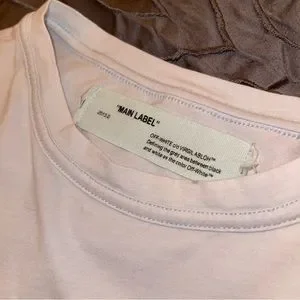 "MAIN LABEL"
OFF-WHITE c/o VIRGIL ABLOH™
Defining the grey area between black
and white as the color Off-White™